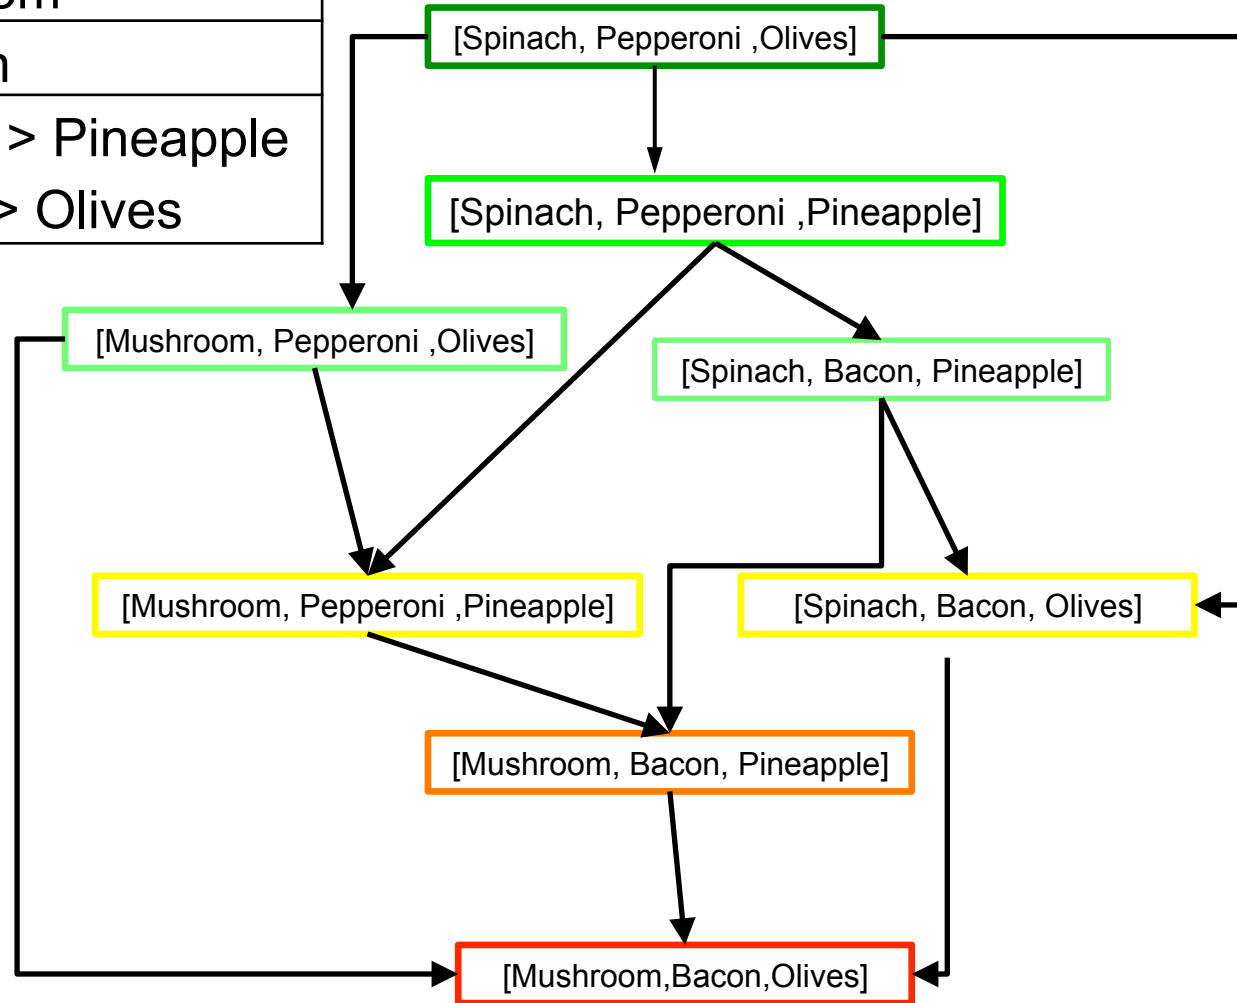 > Pineapple
> Olives
[Spinach, Pepperoni ,Olives]
[Spinach, Pepperoni ,Pineapple]
[Mushroom, Pepperoni ,Olives]
[Spinach, Bacon, Pineapple]
[Mushroom, Pepperoni ,Pineapple]
[Spinach, Bacon, Olives]
[Mushroom, Bacon, Pineapple]
[Mushroom,Bacon,Olives]